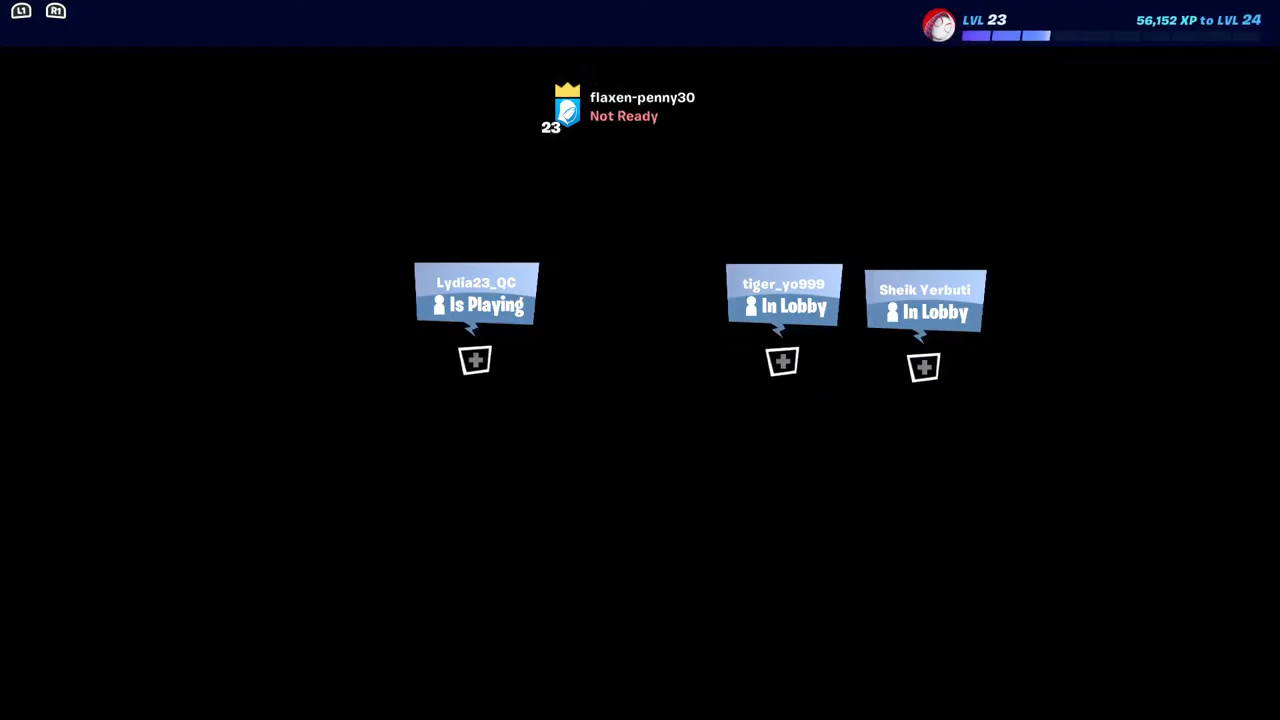 L1 R1
LVL 23 56,152 XP to LVL 24
flaxen-penny30
Not Ready
23
Lydia23_QC
Is Playing
tiger_yo999
In Lobby
Sheik Yerbuti
In Lobby